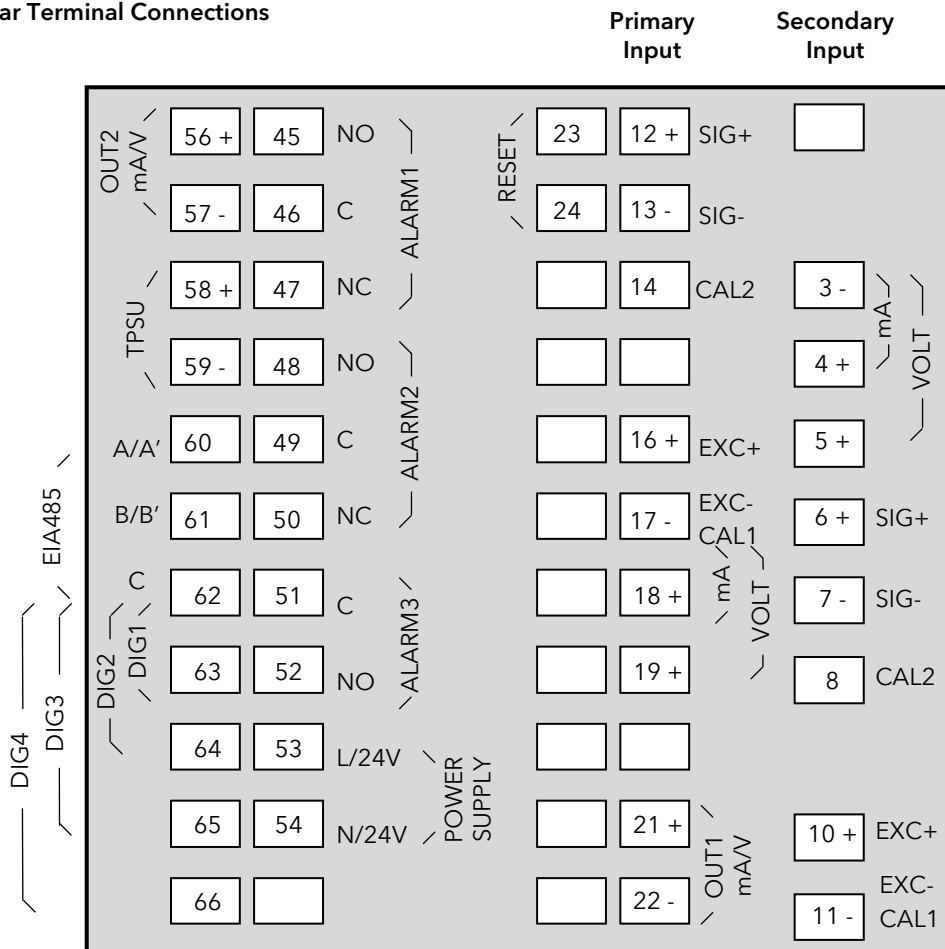 ar Terminal Connections
Primary Input
Secondary Input
OUT2 mA/V
56 +
45
NO
57 -
46
C
ALARM1
58 +
47
NC
TPSU
59 -
48
NO
A/A'
60
49
C
ALARM2
B/B'
61
50
NC
EIA485
C
62
51
C
63
52
NO
ALARM3
DIG1
DIG2
DIG3
DIG4
64
53
L/24V
65
54
N/24V
POWER SUPPLY
66
RESET
23
12 +
SIG+
24
13 -
SIG-
14
CAL2
16 +
EXC+
17 -
EXC-
CAL1
18 +
mA
19 +
VOLT
21 +
22 -
OUT1 mA/V
3 -
4 +
mA
5 +
VOLT
6 +
SIG+
7 -
SIG-
8
CAL2
10 +
EXC+
11 -
EXC-
CAL1